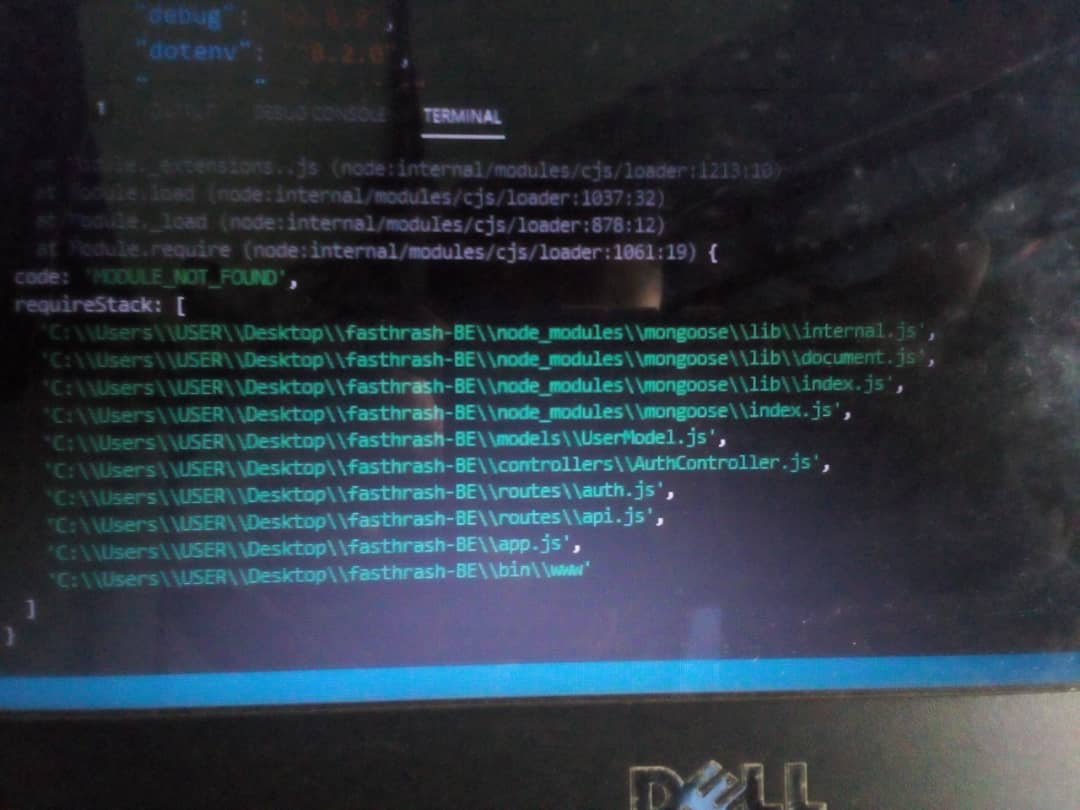 "debug":
"dotenv": "^8.2.0",
DEBUG CONSOLE TERMINAL
at Module._extensions..js (node:internal/modules/cjs/loader:1213:10)
at Module.load (node:internal/modules/cjs/loader:1037:32)
at Module._load (node:internal/modules/cjs/loader:878:12)
at Module.require (node:internal/modules/cjs/loader:1061:19) {
code: 'MODULE_NOT_FOUND',
requireStack: [
'C:\\Users\\USER\\Desktop\\fasthrash-BE\\node_modules\\mongoose\\lib\\internal.js',
'C:\\Users\\USER\\Desktop\\fasthrash-BE\\node_modules\\mongoose\\lib\\document.js',
'C:\\Users\\USER\\Desktop\\fasthrash-BE\\node_modules\\mongoose\\lib\\index.js',
'C:\\Users\\USER\\Desktop\\fasthrash-BE\\node_modules\\mongoose\\index.js',
'C:\\Users\\USER\\Desktop\\fasthrash-BE\\models\\UserModel.js',
'C:\\Users\\USER\\Desktop\\fasthrash-BE\\controllers\\AuthController.js',
'C:\\Users\\USER\\Desktop\\fasthrash-BE\\routes\\auth.js',
'C:\\Users\\USER\\Desktop\\fasthrash-BE\\routes\\api.js',
'C:\\Users\\USER\\Desktop\\fasthrash-BE\\app.js',
'C:\\Users\\USER\\Desktop\\fasthrash-BE\\bin\\www'
]
}
DELL